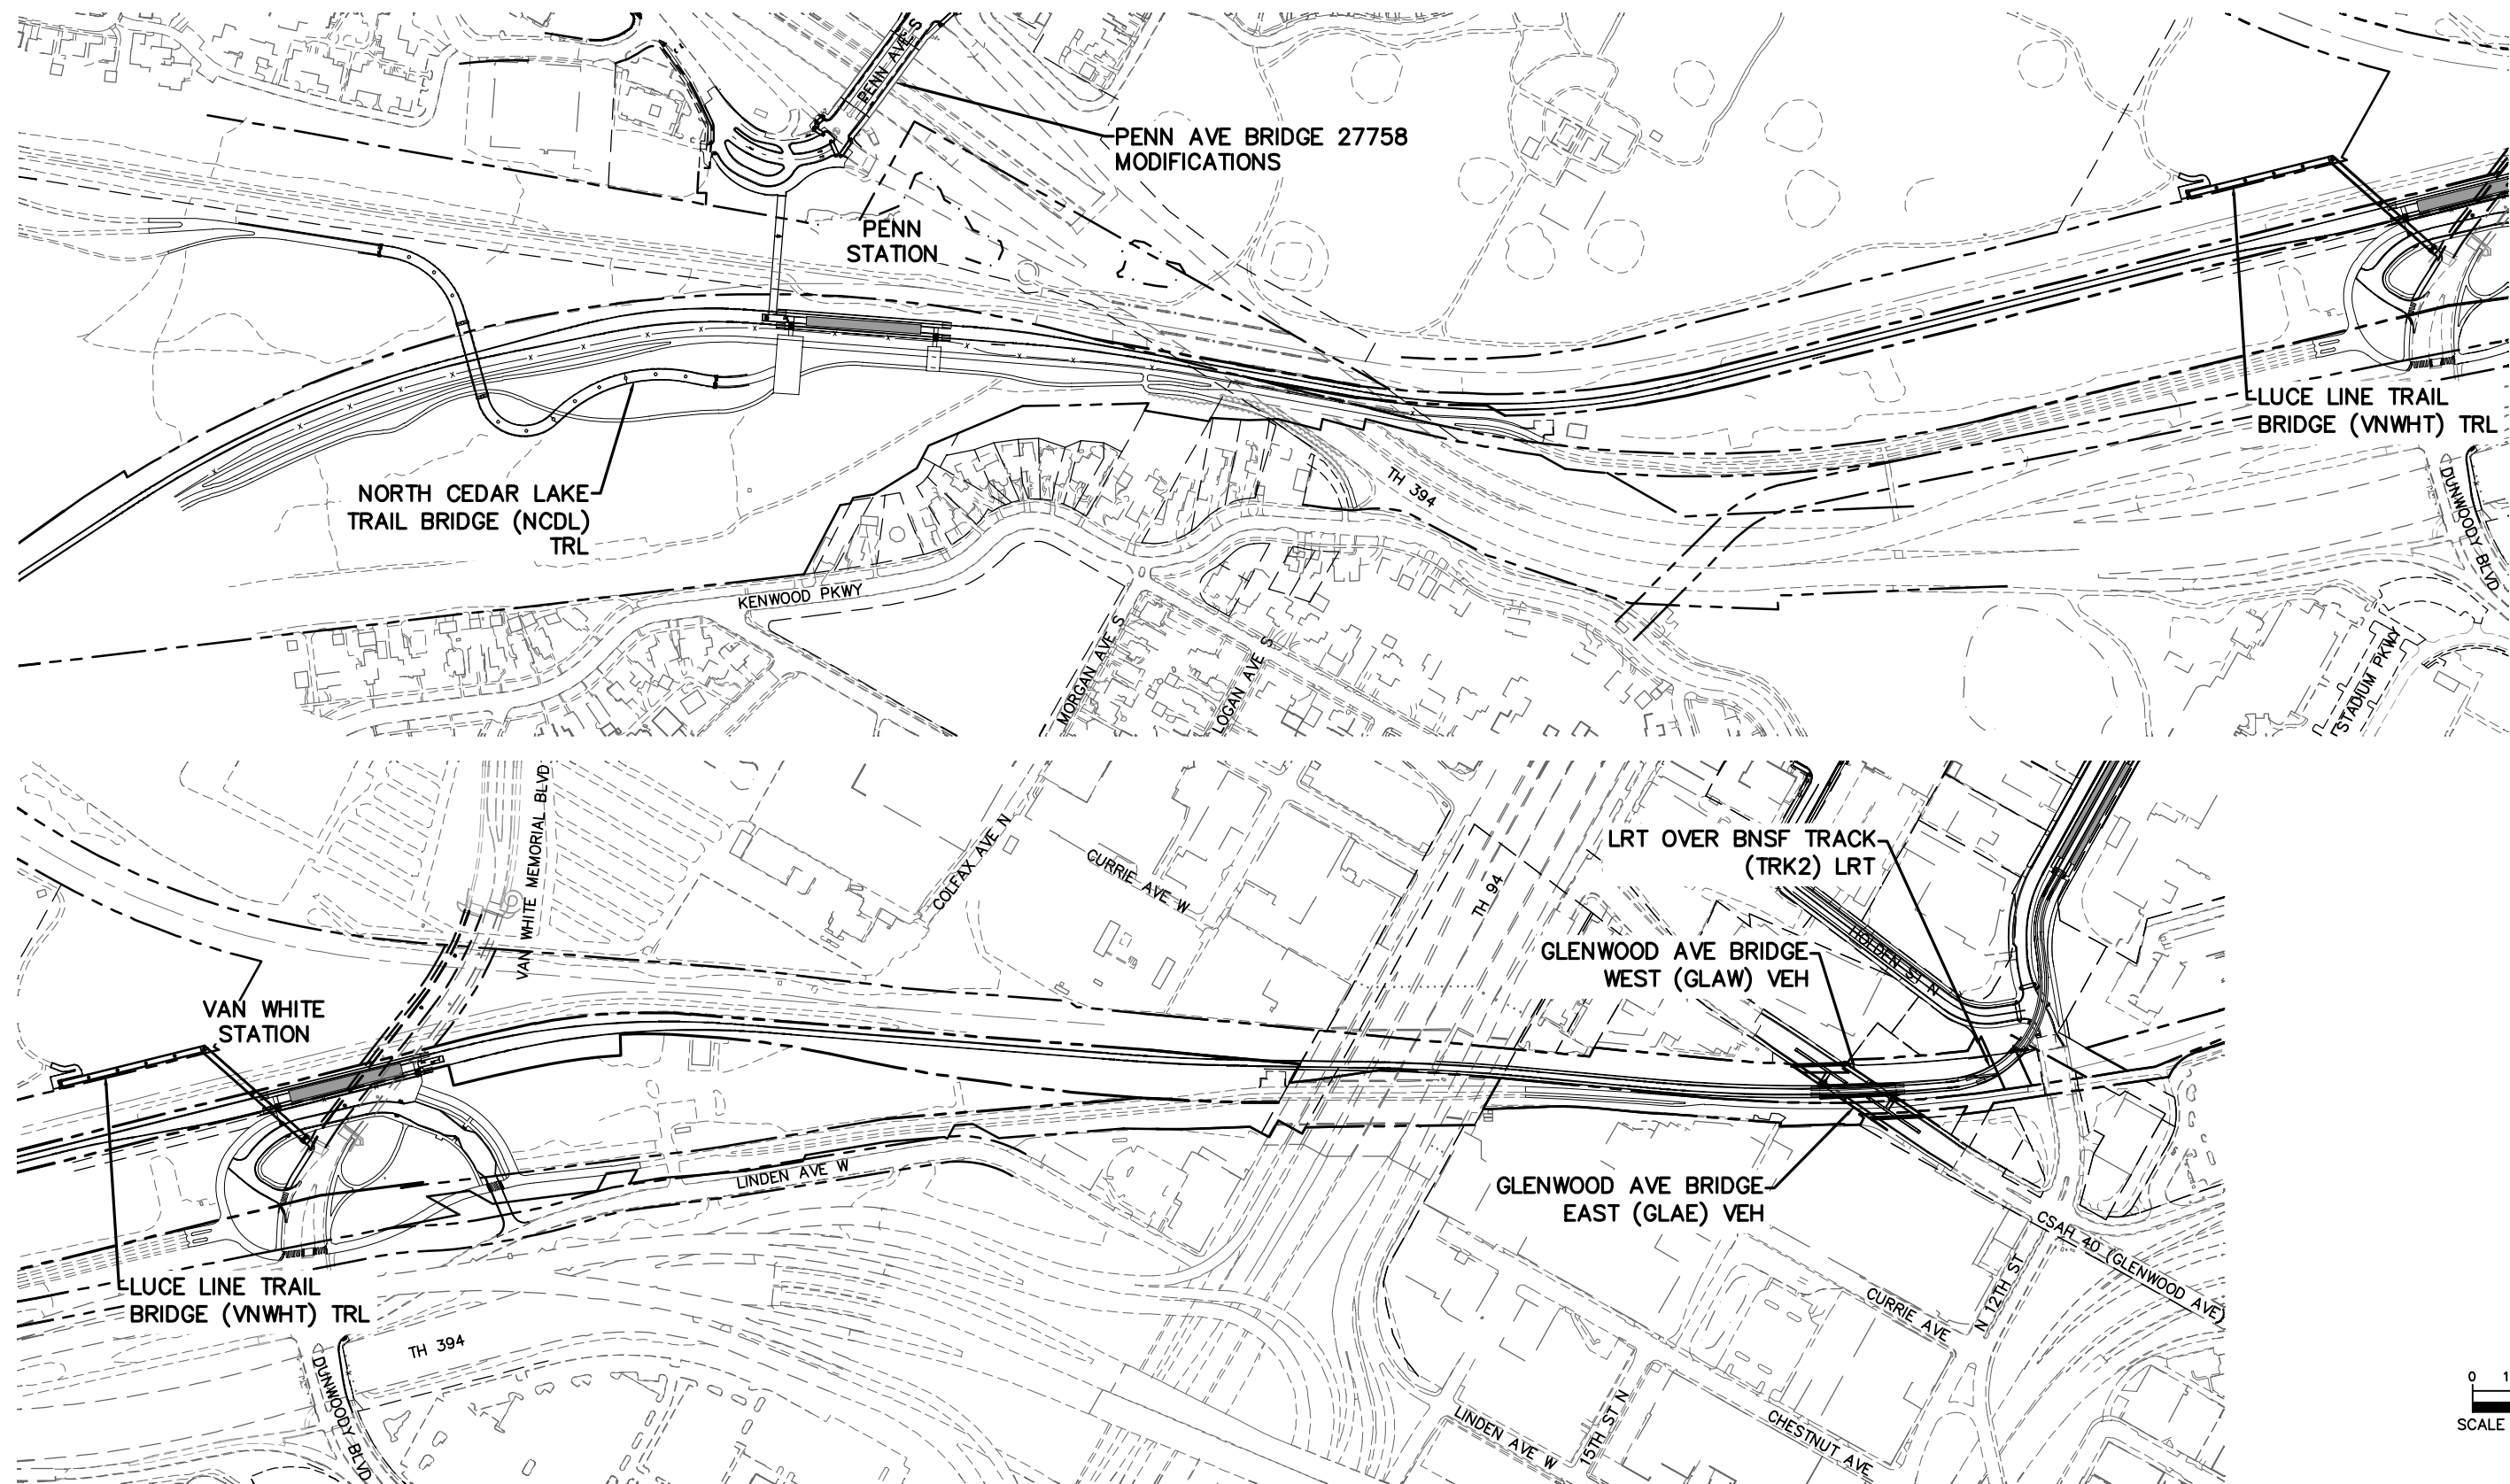 PENN AVE S
PENN AVE BRIDGE 27758
MODIFICATIONS
PENN
STATION
LUCE LINE TRAIL
BRIDGE (VNWHT) TRL
NORTH CEDAR LAKE
TRAIL BRIDGE (NCDL)
TRL
TH 394
DUNWOODY BLVD
KENWOOD PKWY
MORGAN AVE S
LOGAN AVE S
STADIUM PKWY
VAN WHITE MEMORIAL BLVD
COLFAX AVE N
CURRIE AVE W
TH 94
LRT OVER BNSF TRACK
(TRK2) LRT
HOLDEN ST N
GLENWOOD AVE BRIDGE
WEST (GLAW) VEH
VAN WHITE
STATION
LINDEN AVE W
GLENWOOD AVE BRIDGE
EAST (GLAE) VEH
CSAH 40 (GLENWOOD AVE)
N 12TH ST
CURRIE AVE
LUCE LINE TRAIL
BRIDGE (VNWHT) TRL
TH 394
DUNWOODY BLVD
LINDEN AVE W
15TH ST N
CHESTNUT AVE
0 1
SCALE